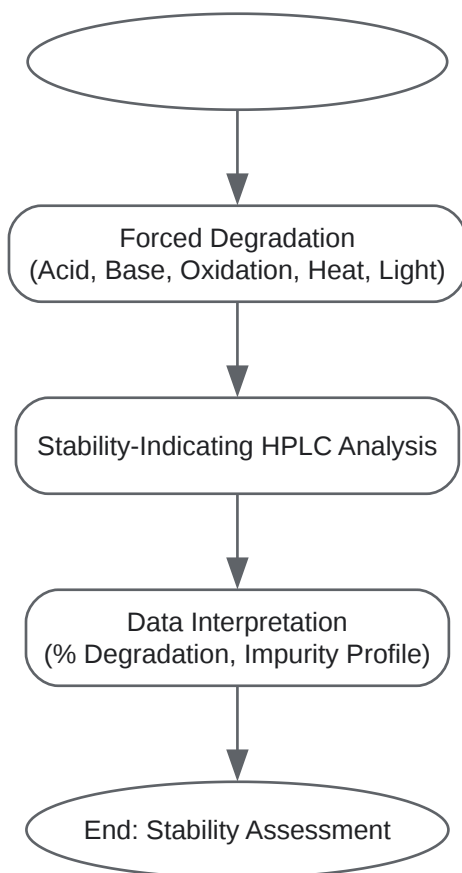 Forced Degradation
(Acid, Base, Oxidation, Heat, Light)
Stability-Indicating HPLC Analysis
Data Interpretation
(% Degradation, Impurity Profile)
End: Stability Assessment